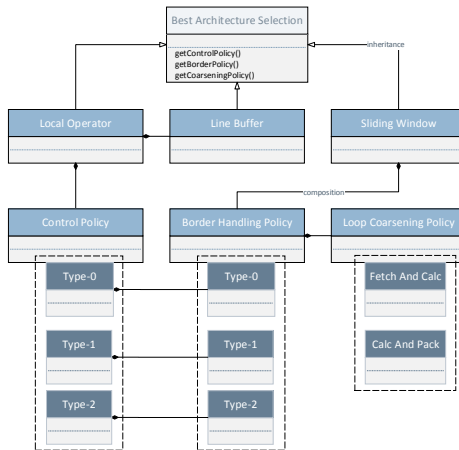 Best Architecture Selection
getControlPolicy()
getBorderPolicy()
getCoarseningPolicy()
inheritance
Local Operator
Line Buffer
Sliding Window
composition
Control Policy
Border Handling Policy
Loop Coarsening Policy
Type-0
Type-0
Fetch And Calc
Type-1
Type-1
Calc And Pack
Type-2
Type-2